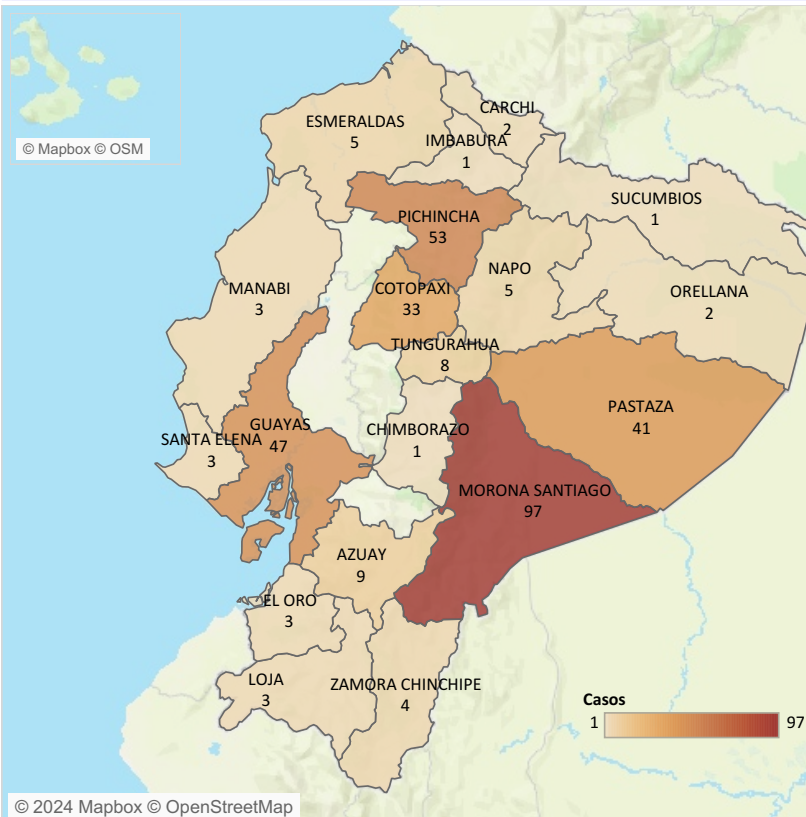 © Mapbox © OSM
ESMERALDAS
5
CARCHI
2
IMBABURA
1
SUCUMBIOS
1
PICHINCHA
53
NAPO
5
MANABI
3
COTOPAXI
33
ORELLANA
2
TUNGURAHUA
8
PASTAZA
41
GUAYAS
47
CHIMBORAZO
1
SANTA ELENA
3
MORONA SANTIAGO
97
AZUAY
9
EL ORO
3
LOJA
3
ZAMORA CHINCHIPE
4
Casos
1 97
© 2024 Mapbox © OpenStreetMap